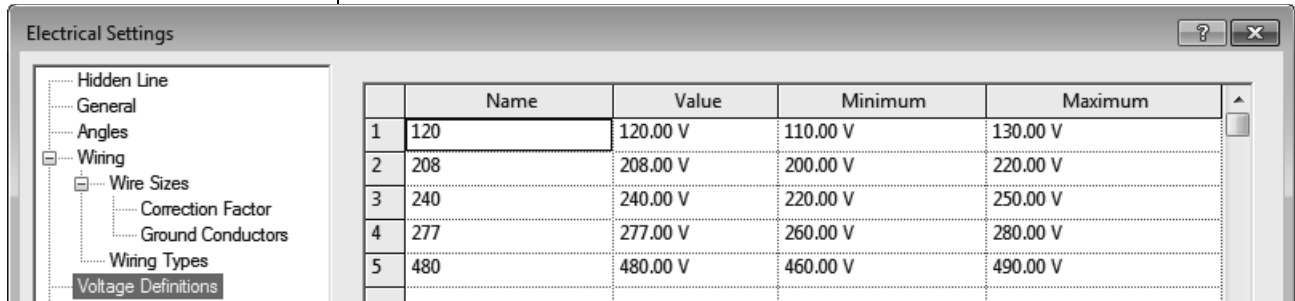 Electrical Settings
Hidden Line
General
Angles
Wiring
Wire Sizes
Correction Factor
Ground Conductors
Wiring Types
Voltage Definitions
Name Value Minimum Maximum
1 120 120.00 V 110.00 V 130.00 V
2 208 208.00 V 200.00 V 220.00 V
3 240 240.00 V 220.00 V 250.00 V
4 277 277.00 V 260.00 V 280.00 V
5 480 480.00 V 460.00 V 490.00 V